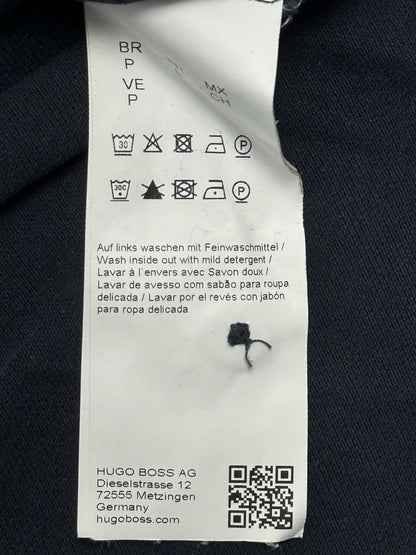 BR
P
VE
P
MX
CH
30
P
30C
P
Auf links waschen mit Feinwaschmittel /
Wash inside out with mild detergent /
Lavar à l´envers avec Savon doux /
Lavar de avesso com sabão para roupa
delicada / Lavar por el revés con jabón
para ropa delicada
HUGO BOSS AG
Dieselstrasse 12
72555 Metzingen
Germany
hugoboss.com